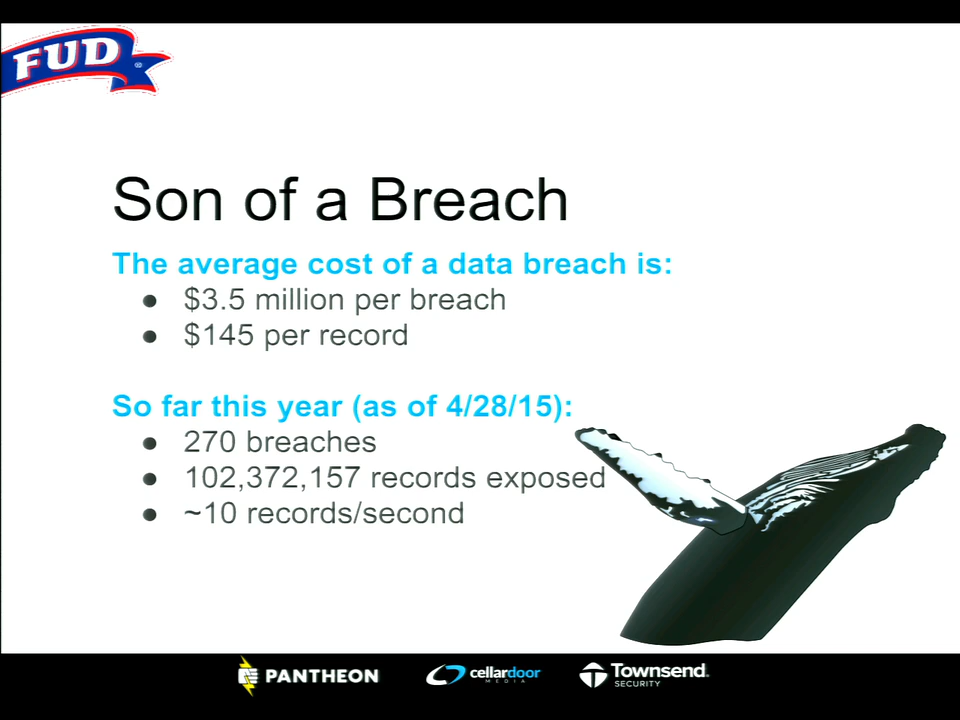 FUD
Son of a Breach
The average cost of a data breach is:
● $3.5 million per breach
● $145 per record
So far this year (as of 4/28/15):
● 270 breaches
● 102,372,157 records exposed
● ~10 records/second
PANTHEON
cellardoor
MEDIA
Townsend
SECURITY